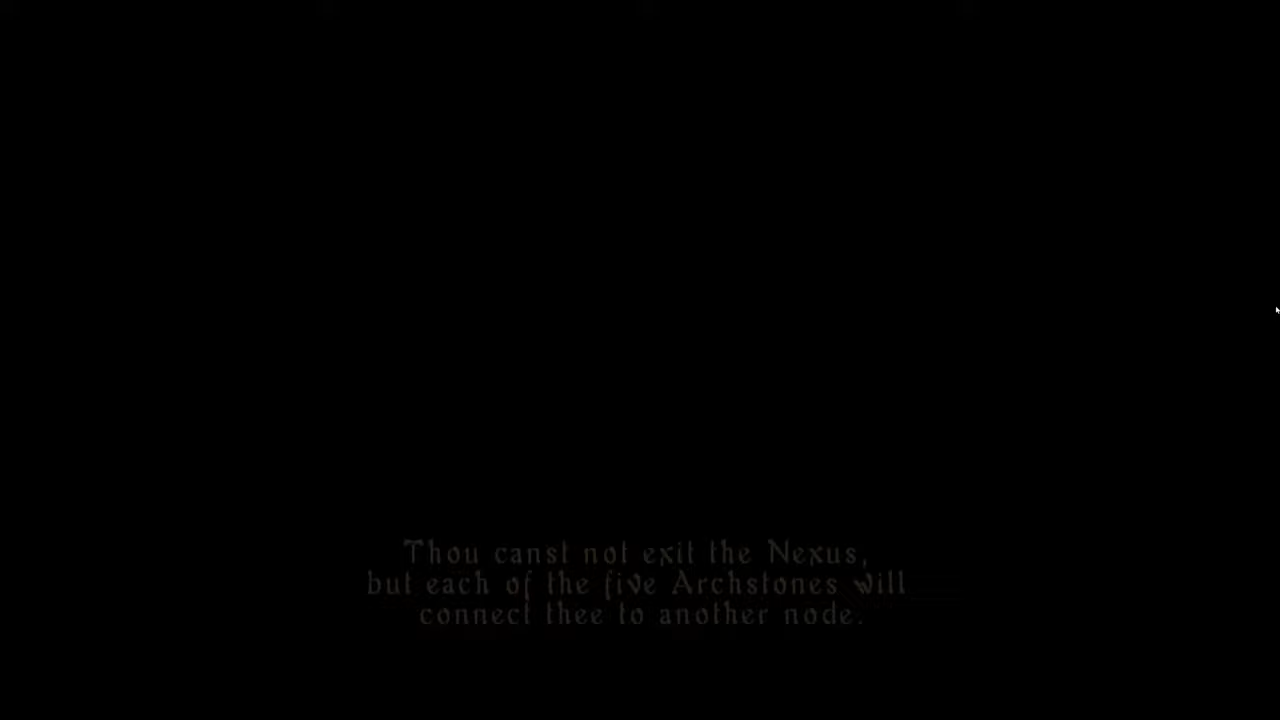 Thou canst not exit the Nexus,
but each of the five Archstones will
connect thee to another node.